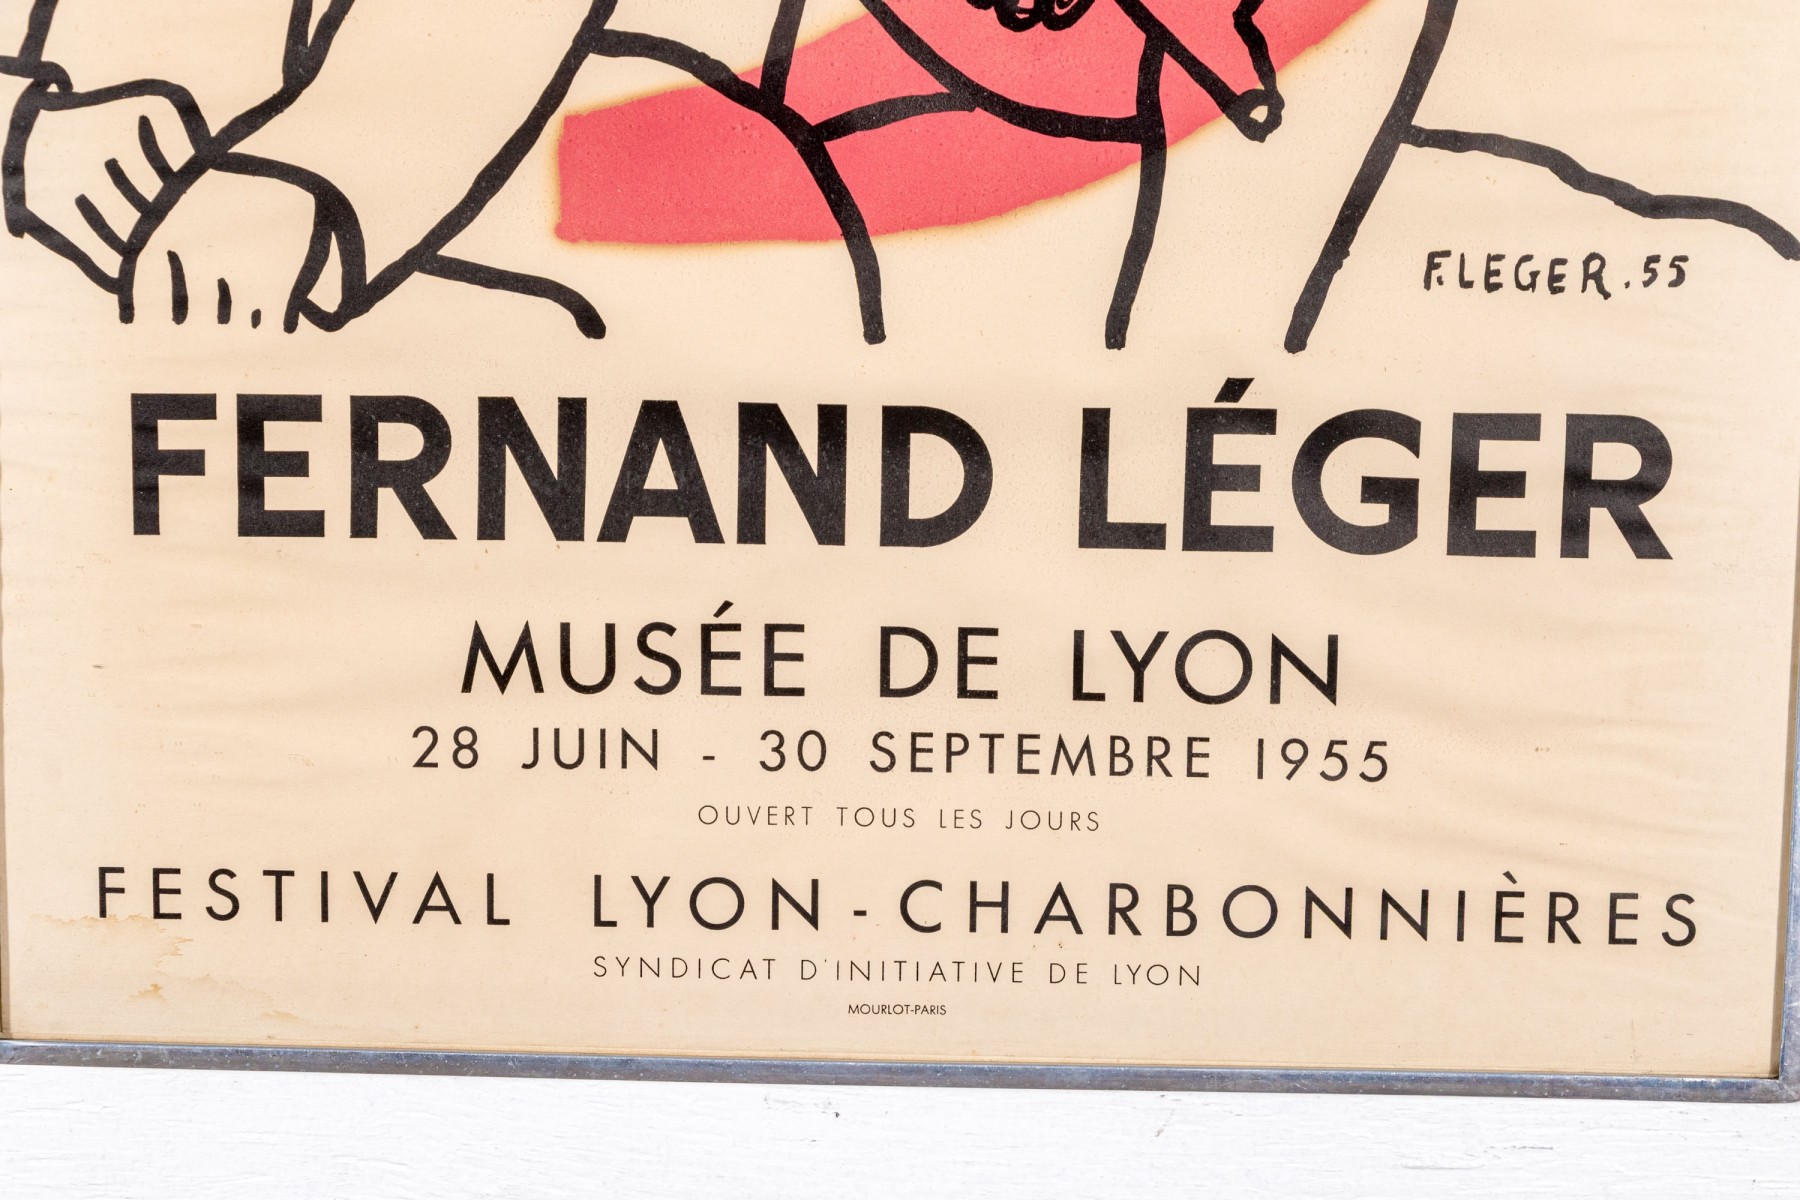 F.LEGER.55
FERNAND LÉGER
MUSÉE DE LYON
28 JUIN - 30 SEPTEMBRE 1955
OUVERT TOUS LES JOURS
FESTIVAL LYON-CHARBONNIÈRES
SYNDICAT D'INITIATIVE DE LYON
MOURLOT-PARIS